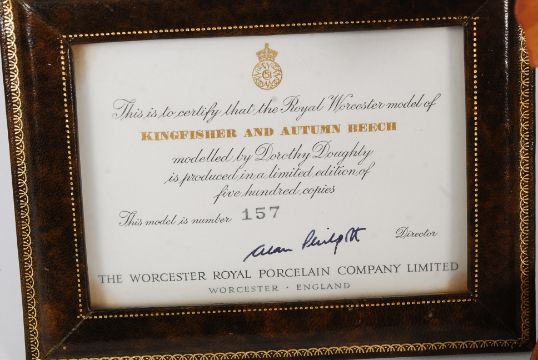 This is to certify that the Royal Worcester model of
KINGFISHER AND AUTUMN BEECH
modelled by Dorothy Doughty
is produced in a limited edition of
five hundred copies
This model is number 157
Director
THE WORCESTER ROYAL PORCELAIN COMPANY LIMITED
WORCESTER · ENGLAND